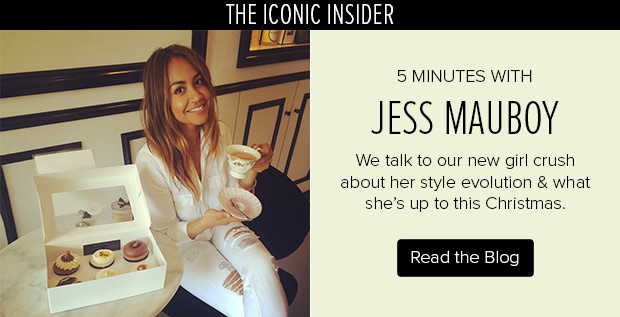 THE ICONIC INSIDER
5 MINUTES WITH
JESS MAUBOY
We talk to our new girl crush
about her style evolution & what
she's up to this Christmas.
Read the Blog